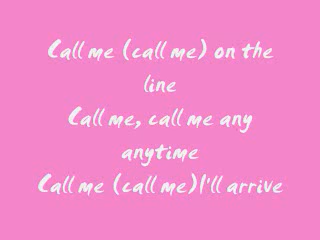 Call me (call me) on the
line
Call me, call me any
anytime
Call me (call me)I'll arrive